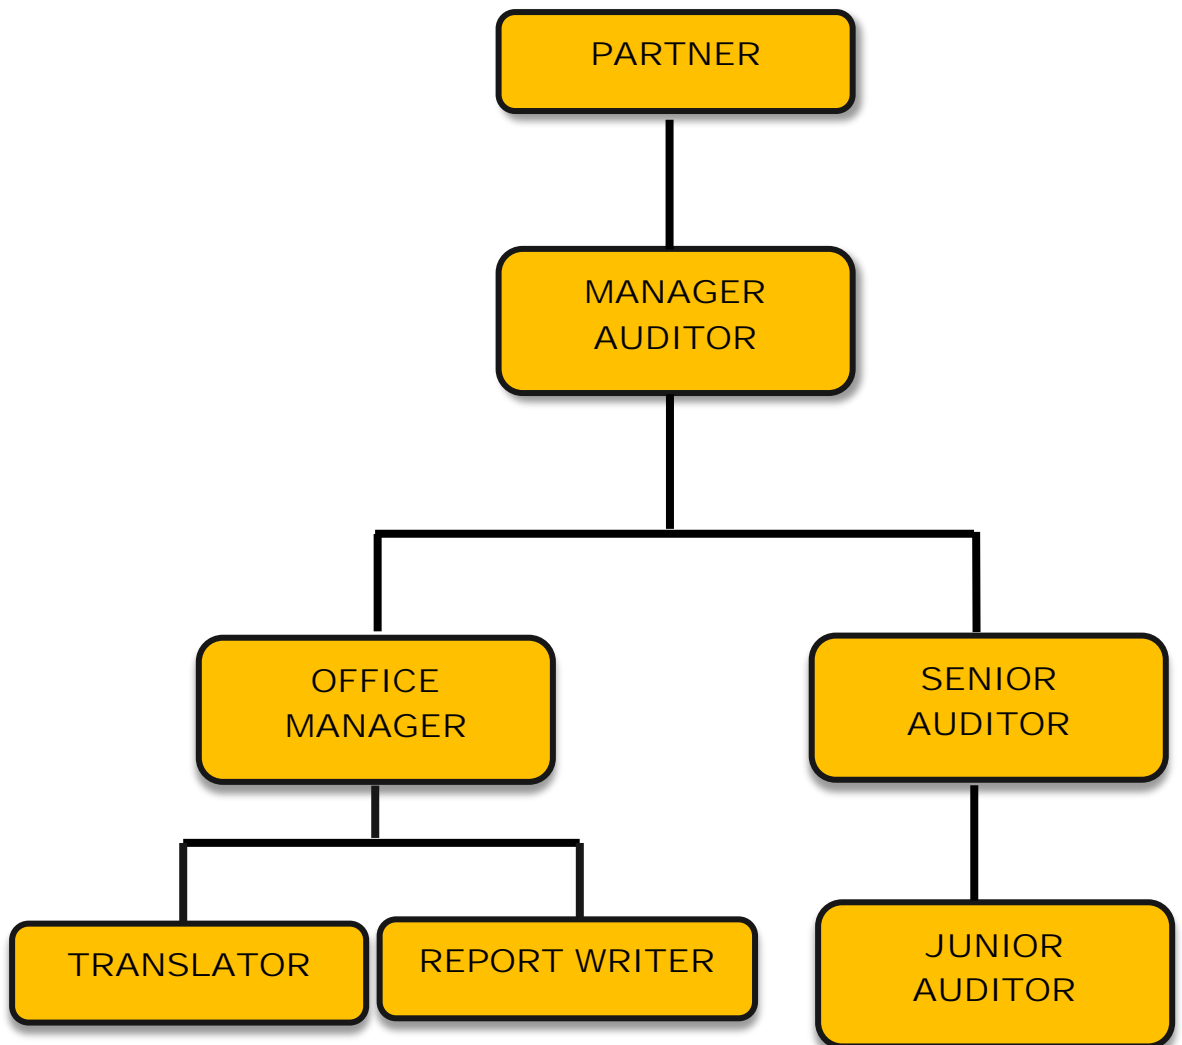 PARTNER
MANAGER
AUDITOR
OFFICE
MANAGER
SENIOR
AUDITOR
TRANSLATOR
REPORT WRITER
JUNIOR
AUDITOR